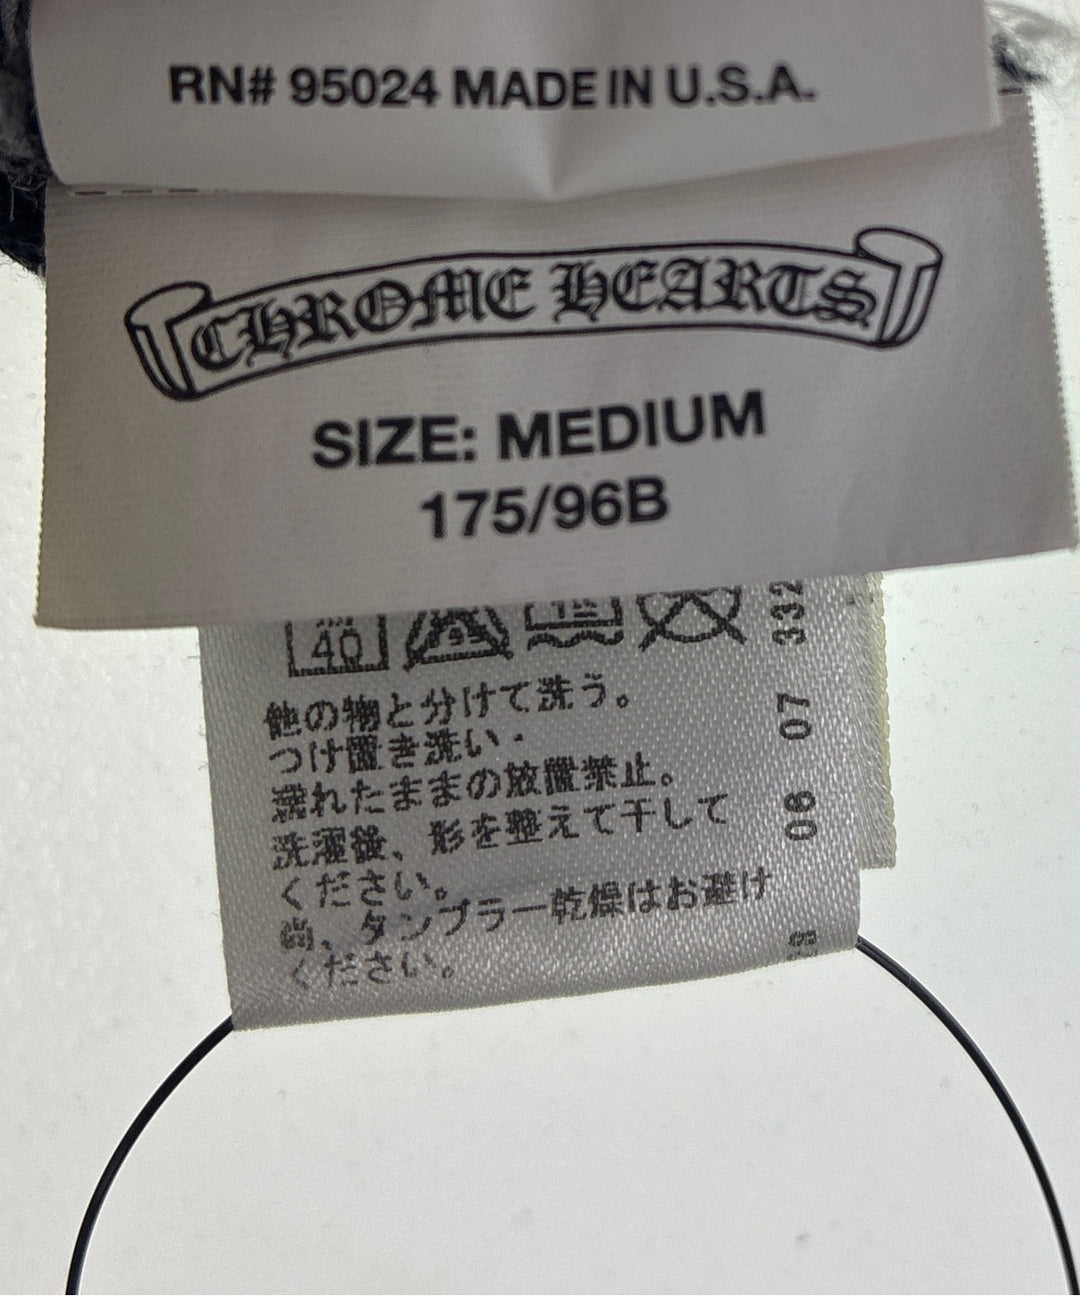 RN# 95024 MADE IN U.S.A.
CHROME HEARTS
SIZE: MEDIUM
175/96B
40
他の物と分けて洗う。
つけ置き洗い・
濡れたままの放置禁止。
洗濯後、形を整えて干して
ください。
尚、タンブラー乾燥はお避け
ください。
06 07 332